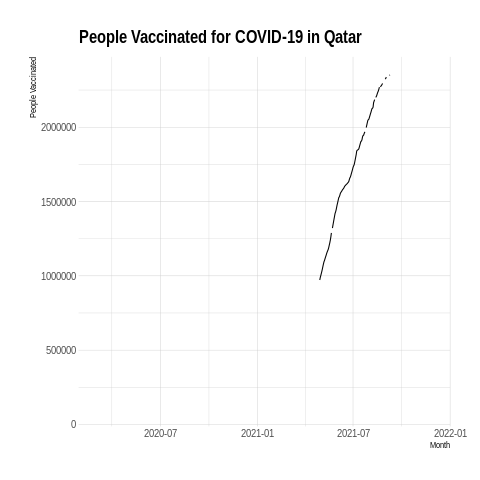 People Vaccinated for COVID-19 in Qatar
People Vaccinated
2000000
1500000
1000000
500000
0
2020-07 2021-01 2021-07 2022-01
Month